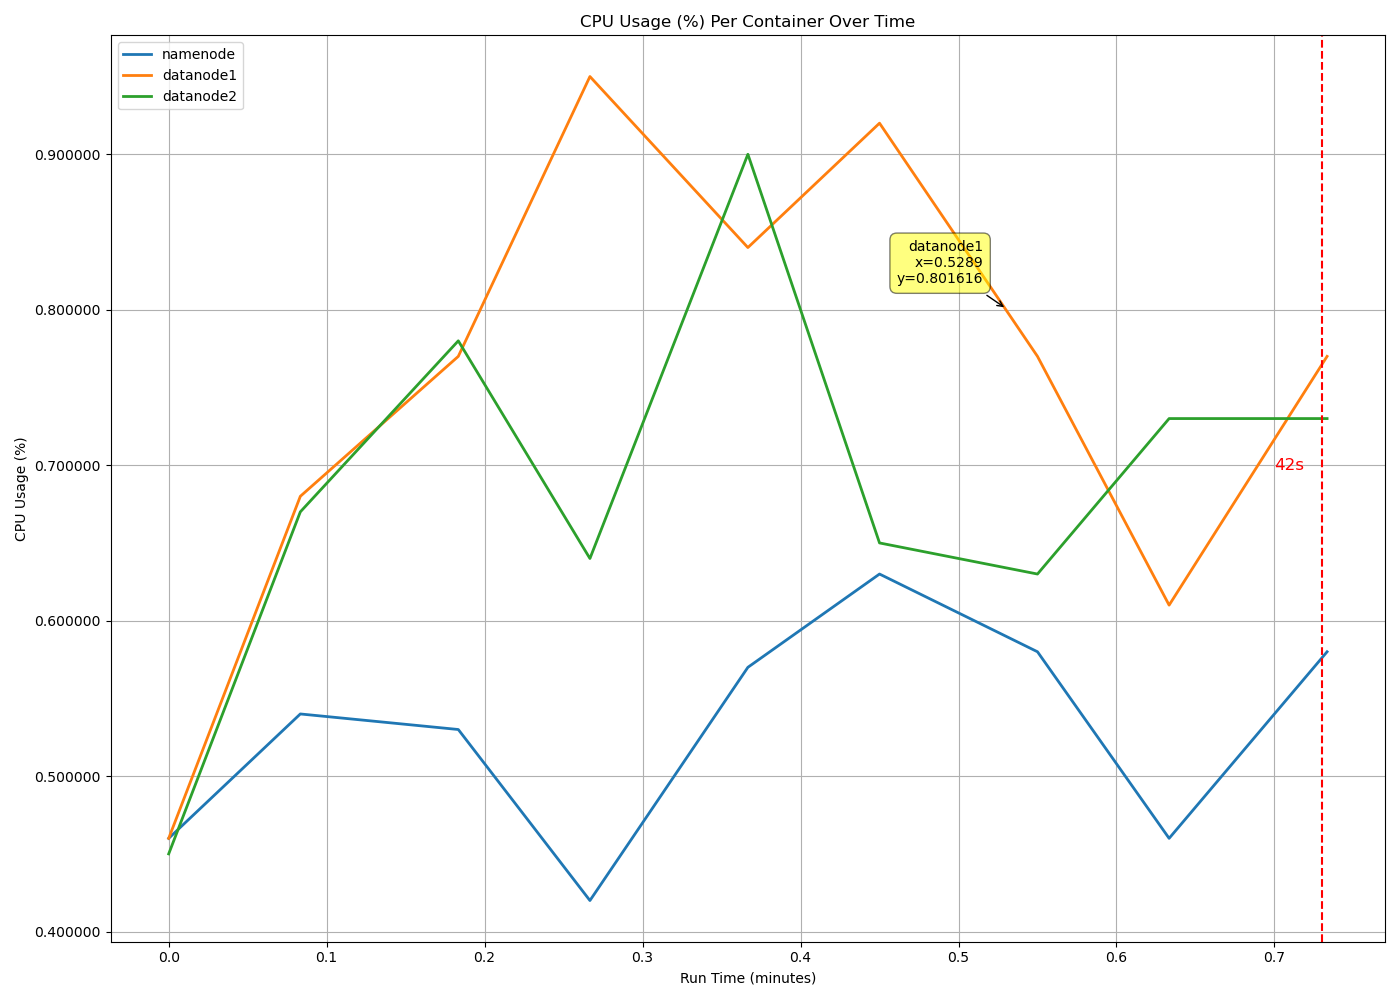 CPU Usage (%) Per Container Over Time
namenode
datanode1
datanode2
datanode1
x=0.5289
y=0.801616
42s
CPU Usage (%)
0.900000
0.800000
0.700000
0.600000
0.500000
0.400000
0.0 0.1 0.2 0.3 0.4 0.5 0.6 0.7
Run Time (minutes)